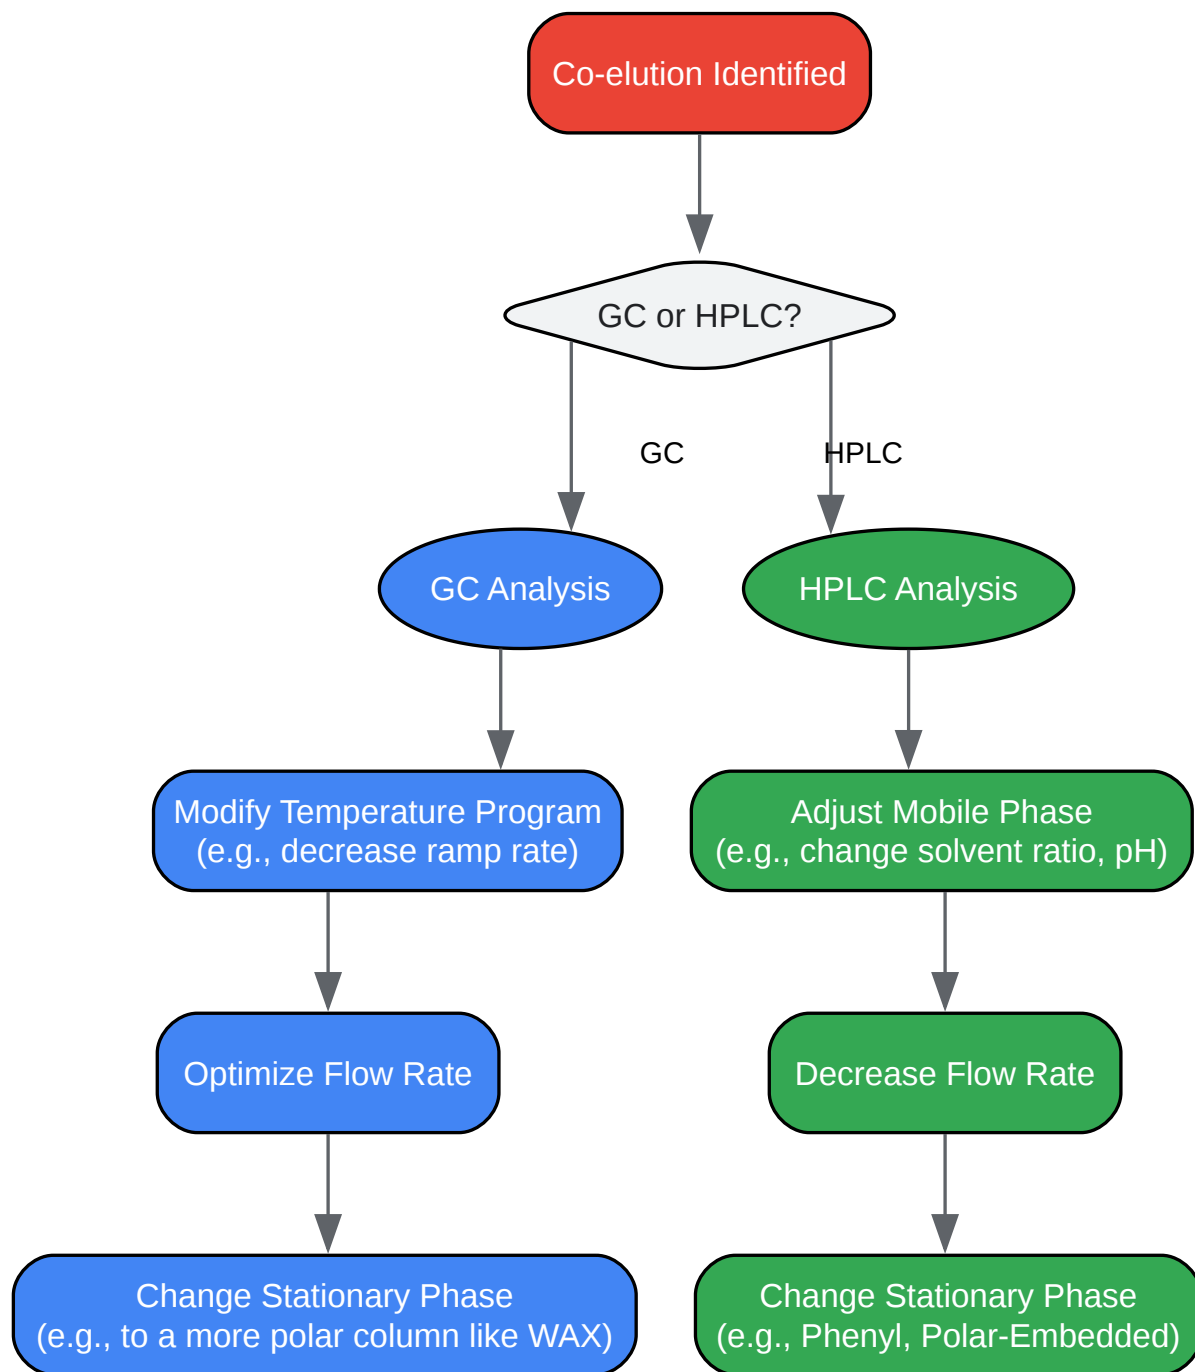 Co-elution Identified
GC or HPLC?
GC
HPLC
GC Analysis
HPLC Analysis
Modify Temperature Program
(e.g., decrease ramp rate)
Adjust Mobile Phase
(e.g., change solvent ratio, pH)
Optimize Flow Rate
Decrease Flow Rate
Change Stationary Phase
(e.g., to a more polar column like WAX)
Change Stationary Phase
(e.g., Phenyl, Polar-Embedded)